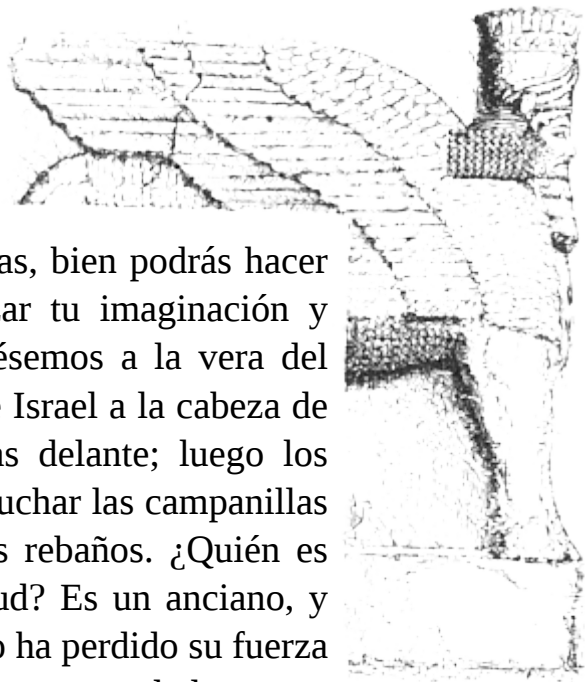 as, bien podrás hacer
ar tu imaginación y
ésemos a la vera del
Israel a la cabeza de
as delante; luego los
uchar las campanillas
s rebaños. ¿Quién es
ud? Es un anciano, y
o ha perdido su fuerza